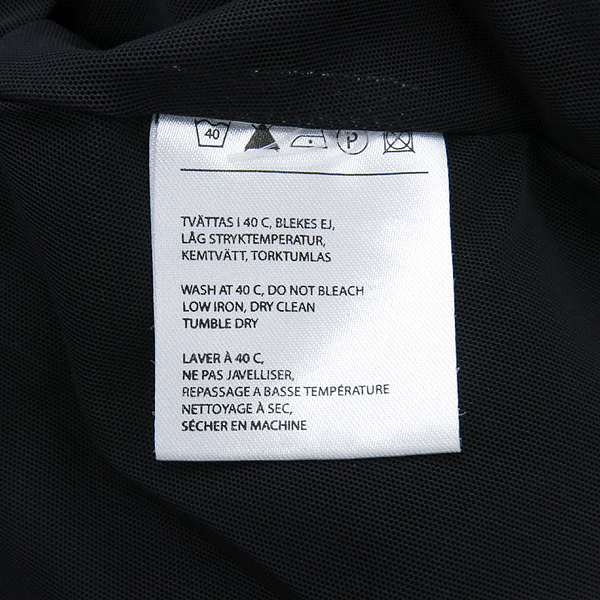 40 P
TVÄTTAS I 40 C, BLEKES EJ,
LÅG STRYKTEMPERATUR,
KEMTVÄTT, TORKTUMLAS
WASH AT 40 C, DO NOT BLEACH
LOW IRON, DRY CLEAN
TUMBLE DRY
LAVER À 40 C,
NE PAS JAVELLISER,
REPASSAGE A BASSE TEMPÉRATURE
NETTOYAGE À SEC,
SÉCHER EN MACHINE